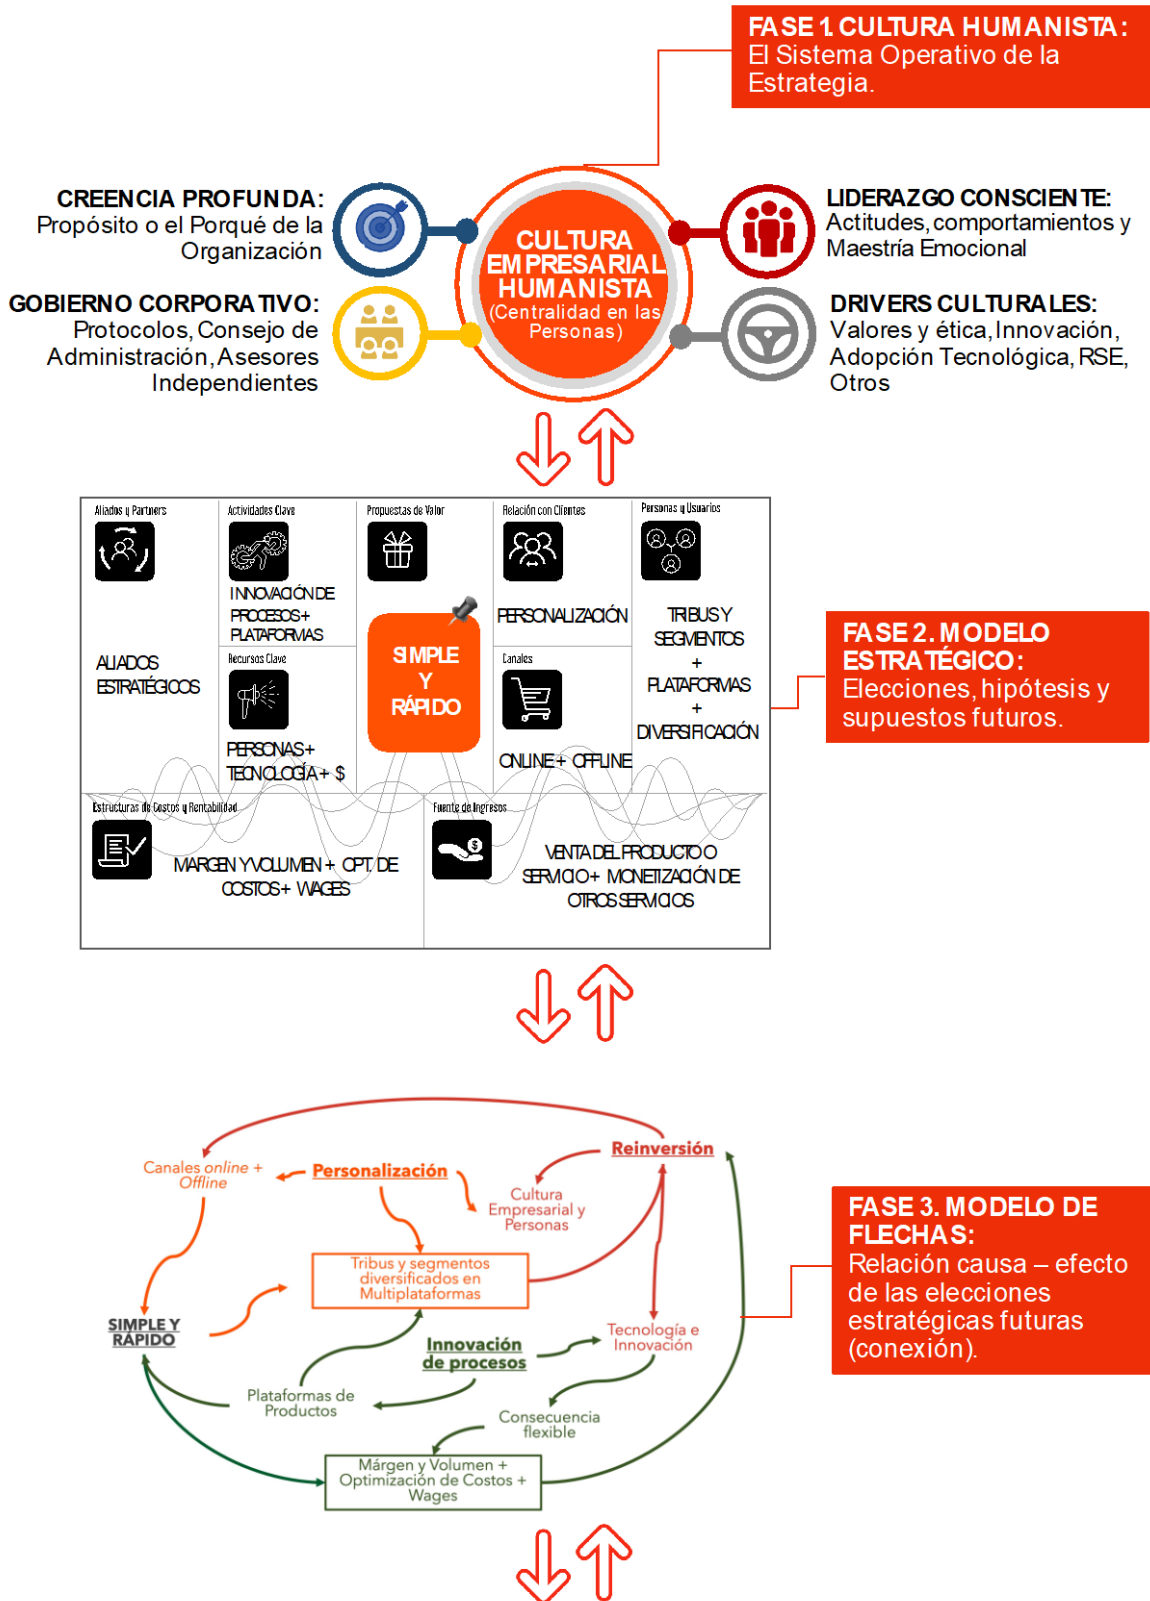 FASE 1. CULTURA HUMANISTA:
El Sistema Operativo de la
Estrategia.
CREENCIA PROFUNDA:
Propósito o el Porqué de la
Organización
LIDERAZGO CONSCIENTE:
Actitudes, comportamientos y
Maestría Emocional
CULTURA
EMPRESARIAL
HUMANISTA
(Centralidad en las
Personas)
GOBIERNO CORPORATIVO:
Protocolos, Consejo de
Administración, Asesores
Independientes
DRIVERS CULTURALES:
Valores y ética, Innovación,
Adopción Tecnológica, RSE,
Otros
Aliados y Partners
ALIADOS
ESTRATÉGICOS
Actividades Clave
INNOVACIÓN DE
PROCESOS +
PLATAFORMAS
Recursos Clave
PERSONAS +
TECNOLOGÍA + $
Propuestas de Valor
SIMPLE
Y
RÁPIDO
Relación con Clientes
PERSONALIZACIÓN
Canales
ONLINE + OFFLINE
Personas y Usuarios
TRIBUS Y
SEGMENTOS
+
PLATAFORMAS
+
DIVERSIFICACIÓN
Estructuras de Costos y Rentabilidad
MARGEN Y VOLUMEN + OPT. DE
COSTOS + WAGES
Fuente de Ingresos
$
VENTA DEL PRODUCTO O
SERVICIO + MONETIZACIÓN DE
OTROS SERVICIOS
FASE 2. MODELO
ESTRATÉGICO:
Elecciones, hipótesis y
supuestos futuros.
Reinversión
Canales online +
Offline
Personalización
Cultura
Empresarial y
Personas
Tribus y segmentos
diversificados en
Multiplataformas
SIMPLE Y
RÁPIDO
Innovación
de procesos
Tecnología e
Innovación
Plataformas de
Productos
Consecuencia
flexible
Márgen y Volumen +
Optimización de Costos +
Wages
FASE 3. MODELO DE
FLECHAS:
Relación causa – efecto
de las elecciones
estratégicas futuras
(conexión).